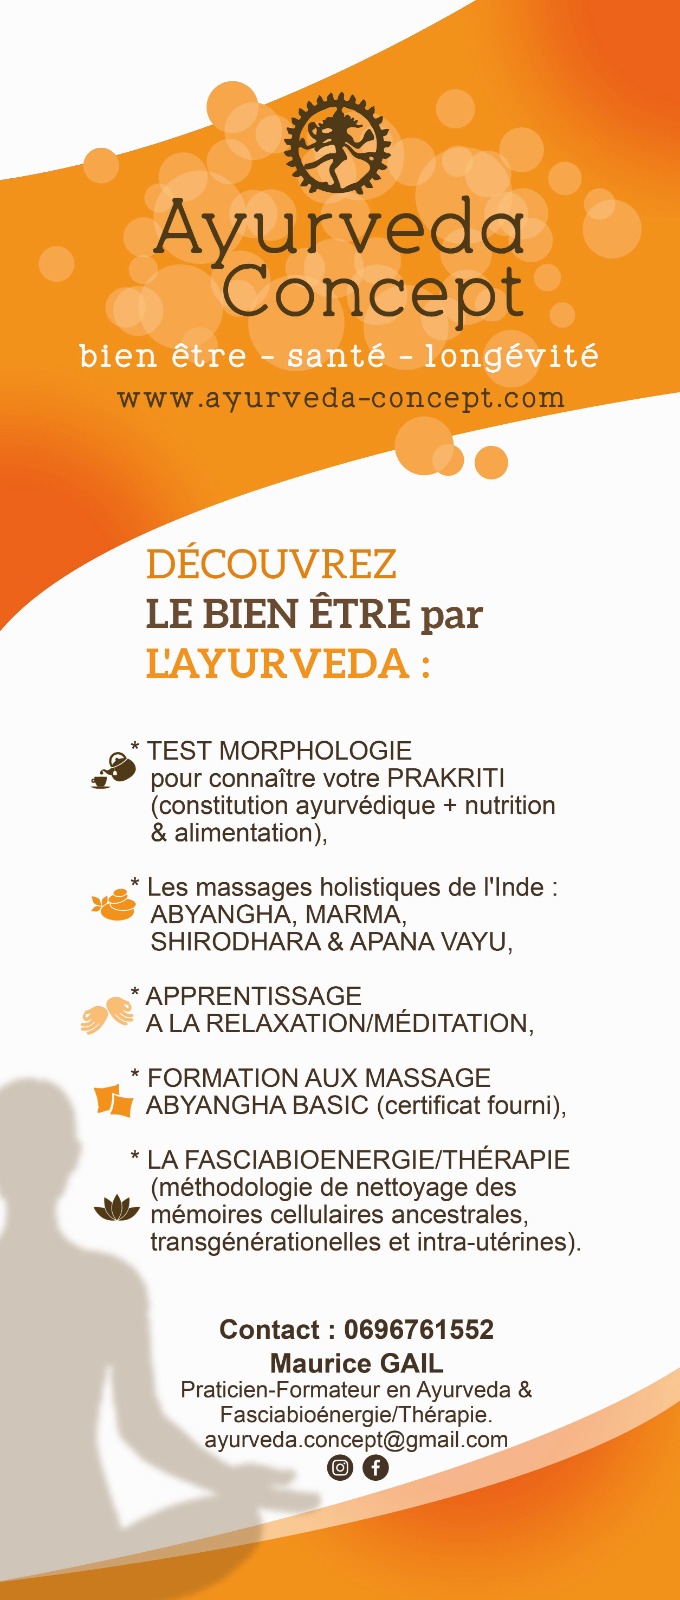 Ayurveda
Concept
bien être - santé - longévité
www.ayurveda-concept.com
DÉCOUVREZ
LE BIEN ÊTRE par
L'AYURVEDA :
* TEST MORPHOLOGIE
pour connaître votre PRAKRITI
(constitution ayurvédique + nutrition
& alimentation),
* Les massages holistiques de l'Inde :
ABYANGHA, MARMA,
SHIRODHARA & APANA VAYU,
* APPRENTISSAGE
A LA RELAXATION/MÉDITATION,
* FORMATION AUX MASSAGE
ABYANGHA BASIC (certificat fourni),
* LA FASCIABIOENERGIE/THÉRAPIE
(méthodologie de nettoyage des
mémoires cellulaires ancestrales,
transgénérationelles et intra-utérines).
Contact : 0696761552
Maurice GAIL
Praticien-Formateur en Ayurveda &
Fasciabioénergie/Thérapie.
ayurveda.concept@gmail.com